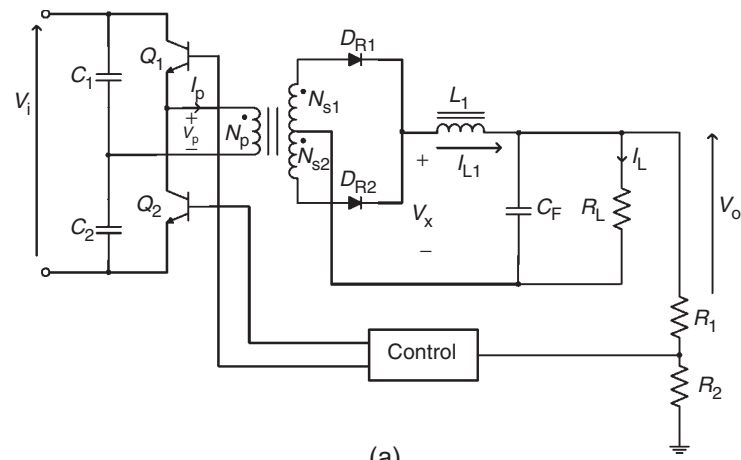 D_R1
Q_1
C_1
I_p
N_s1
L_1
V_i
+
V_p
−
N_p
N_s2
+
I_L1
I_L
D_R2
Q_2
C_2
V_x
C_F
R_L
V_o
−
R_1
Control
R_2
(a)